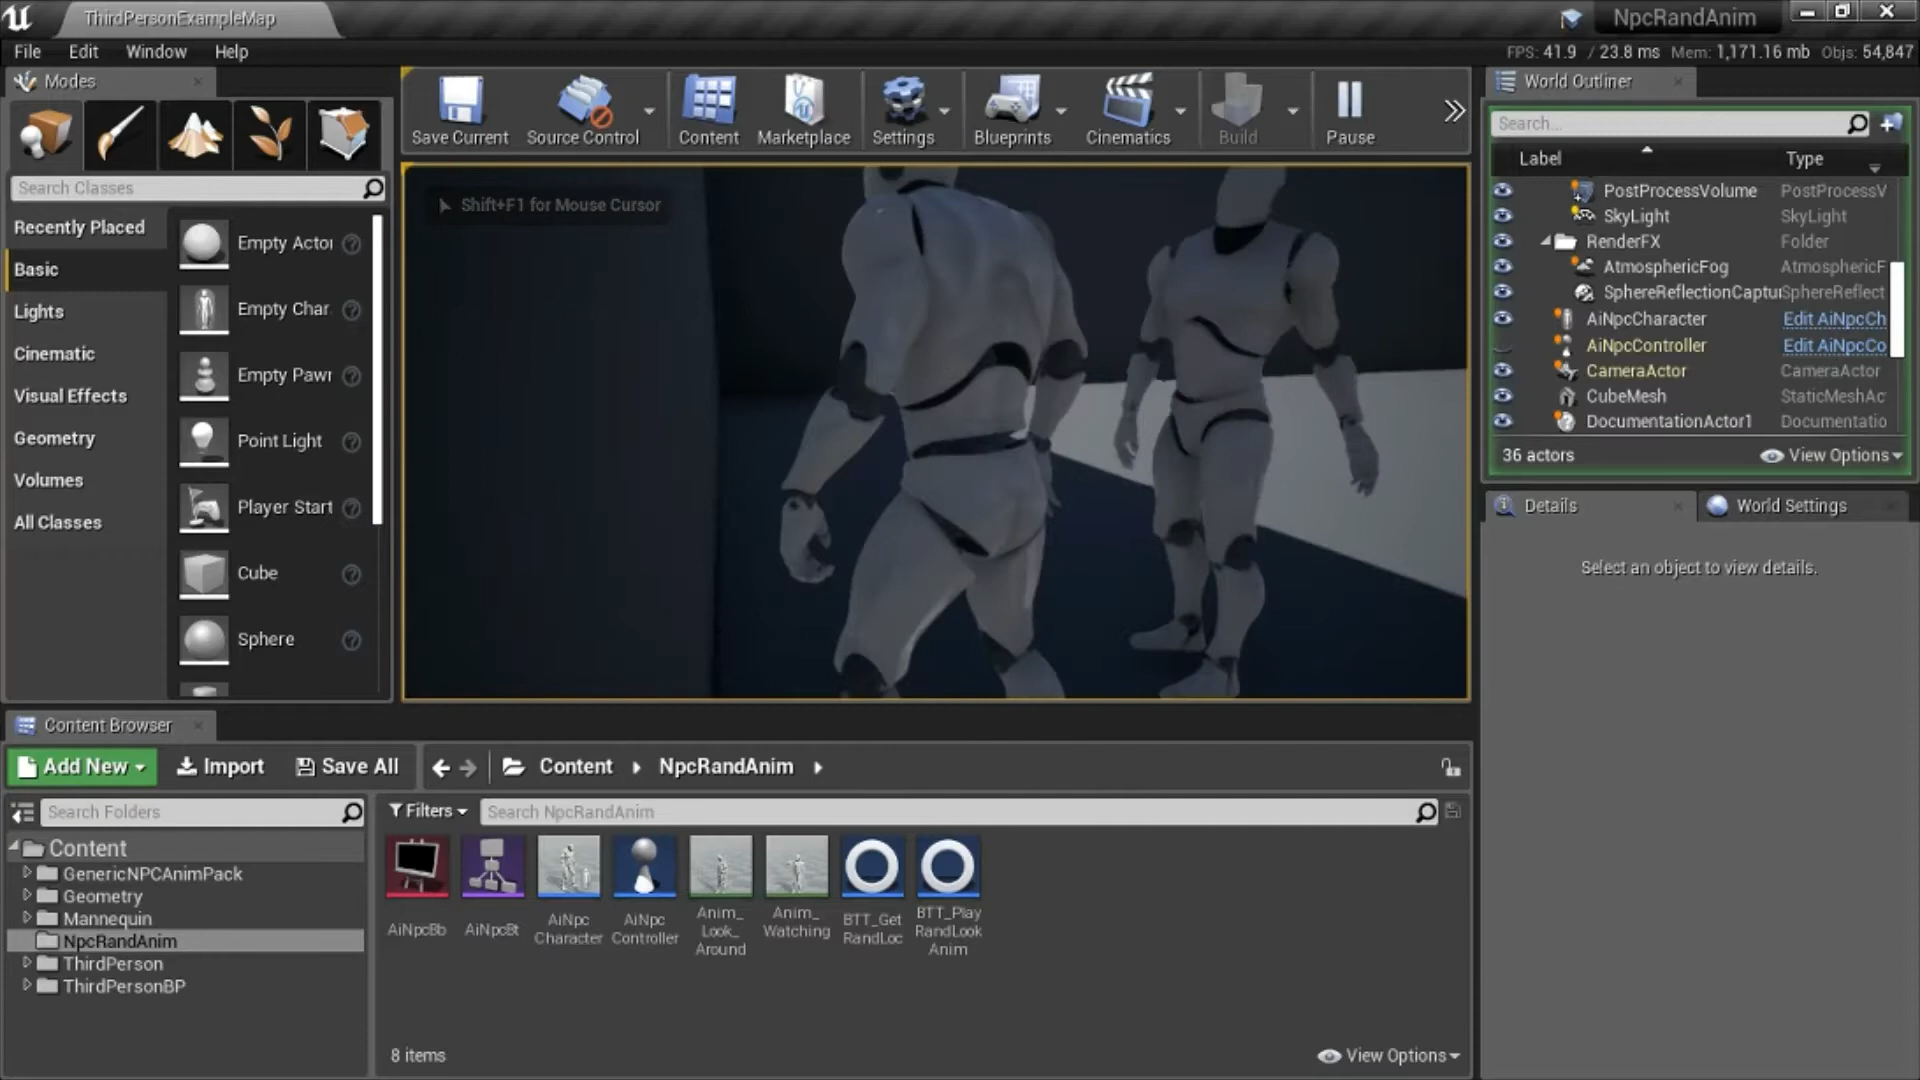 ThirdPersonExampleMap
NpcRandAnim
File Edit Window Help
FPS: 41.9 / 23.8 ms Mem: 1,171.16 mb Objs: 54,847
Modes
Save Current
Source Control
Content
Marketplace
Settings
Blueprints
Cinematics
Build
Pause
Search Classes
Recently Placed
Basic
Lights
Cinematic
Visual Effects
Geometry
Volumes
All Classes
Empty Actor
Empty Char
Empty Pawn
Point Light
Player Start
Cube
Sphere
Shift+F1 for Mouse Cursor
World Outliner
Search...
Label Type
PostProcessVolume PostProcessV
SkyLight SkyLight
RenderFX Folder
AtmosphericFog AtmosphericF
SphereReflectionCaptur SphereReflect
AiNpcCharacter Edit AiNpcCh
AiNpcController Edit AiNpcCo
CameraActor CameraActor
CubeMesh StaticMeshAc
DocumentationActor1 Documentatio
36 actors
View Options
Details
World Settings
Select an object to view details.
Content Browser
Add New
Import
Save All
Content
NpcRandAnim
Search Folders
Filters
Search NpcRandAnim
Content
GenericNPCAnimPack
Geometry
Mannequin
NpcRandAnim
ThirdPerson
ThirdPersonBP
AiNpcBb
AiNpcBt
AiNpc
Character
AiNpc
Controller
Anim_
Look_
Around
Anim_
Watching
BTT_Get
RandLoc
BTT_Play
RandLook
Anim
8 items
View Options